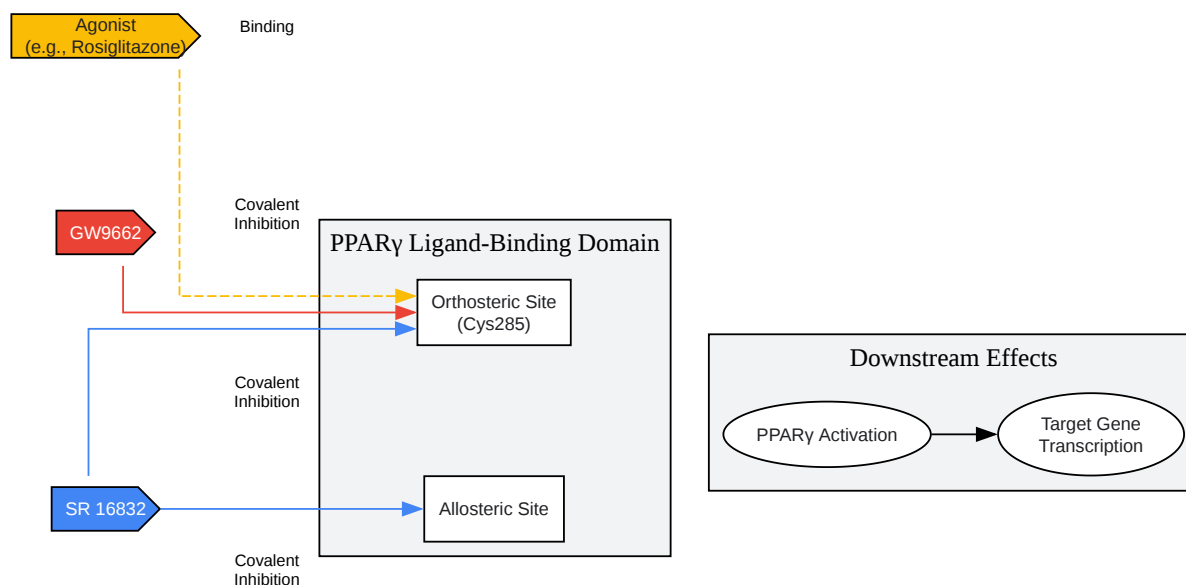 Agonist
(e.g., Rosiglitazone)
Binding
Covalent
Inhibition
GW9662
PPARγ Ligand-Binding Domain
Orthosteric Site
(Cys285)
Covalent
Inhibition
Downstream Effects
PPARγ Activation
Target Gene
Transcription
SR 16832
Allosteric Site
Covalent
Inhibition